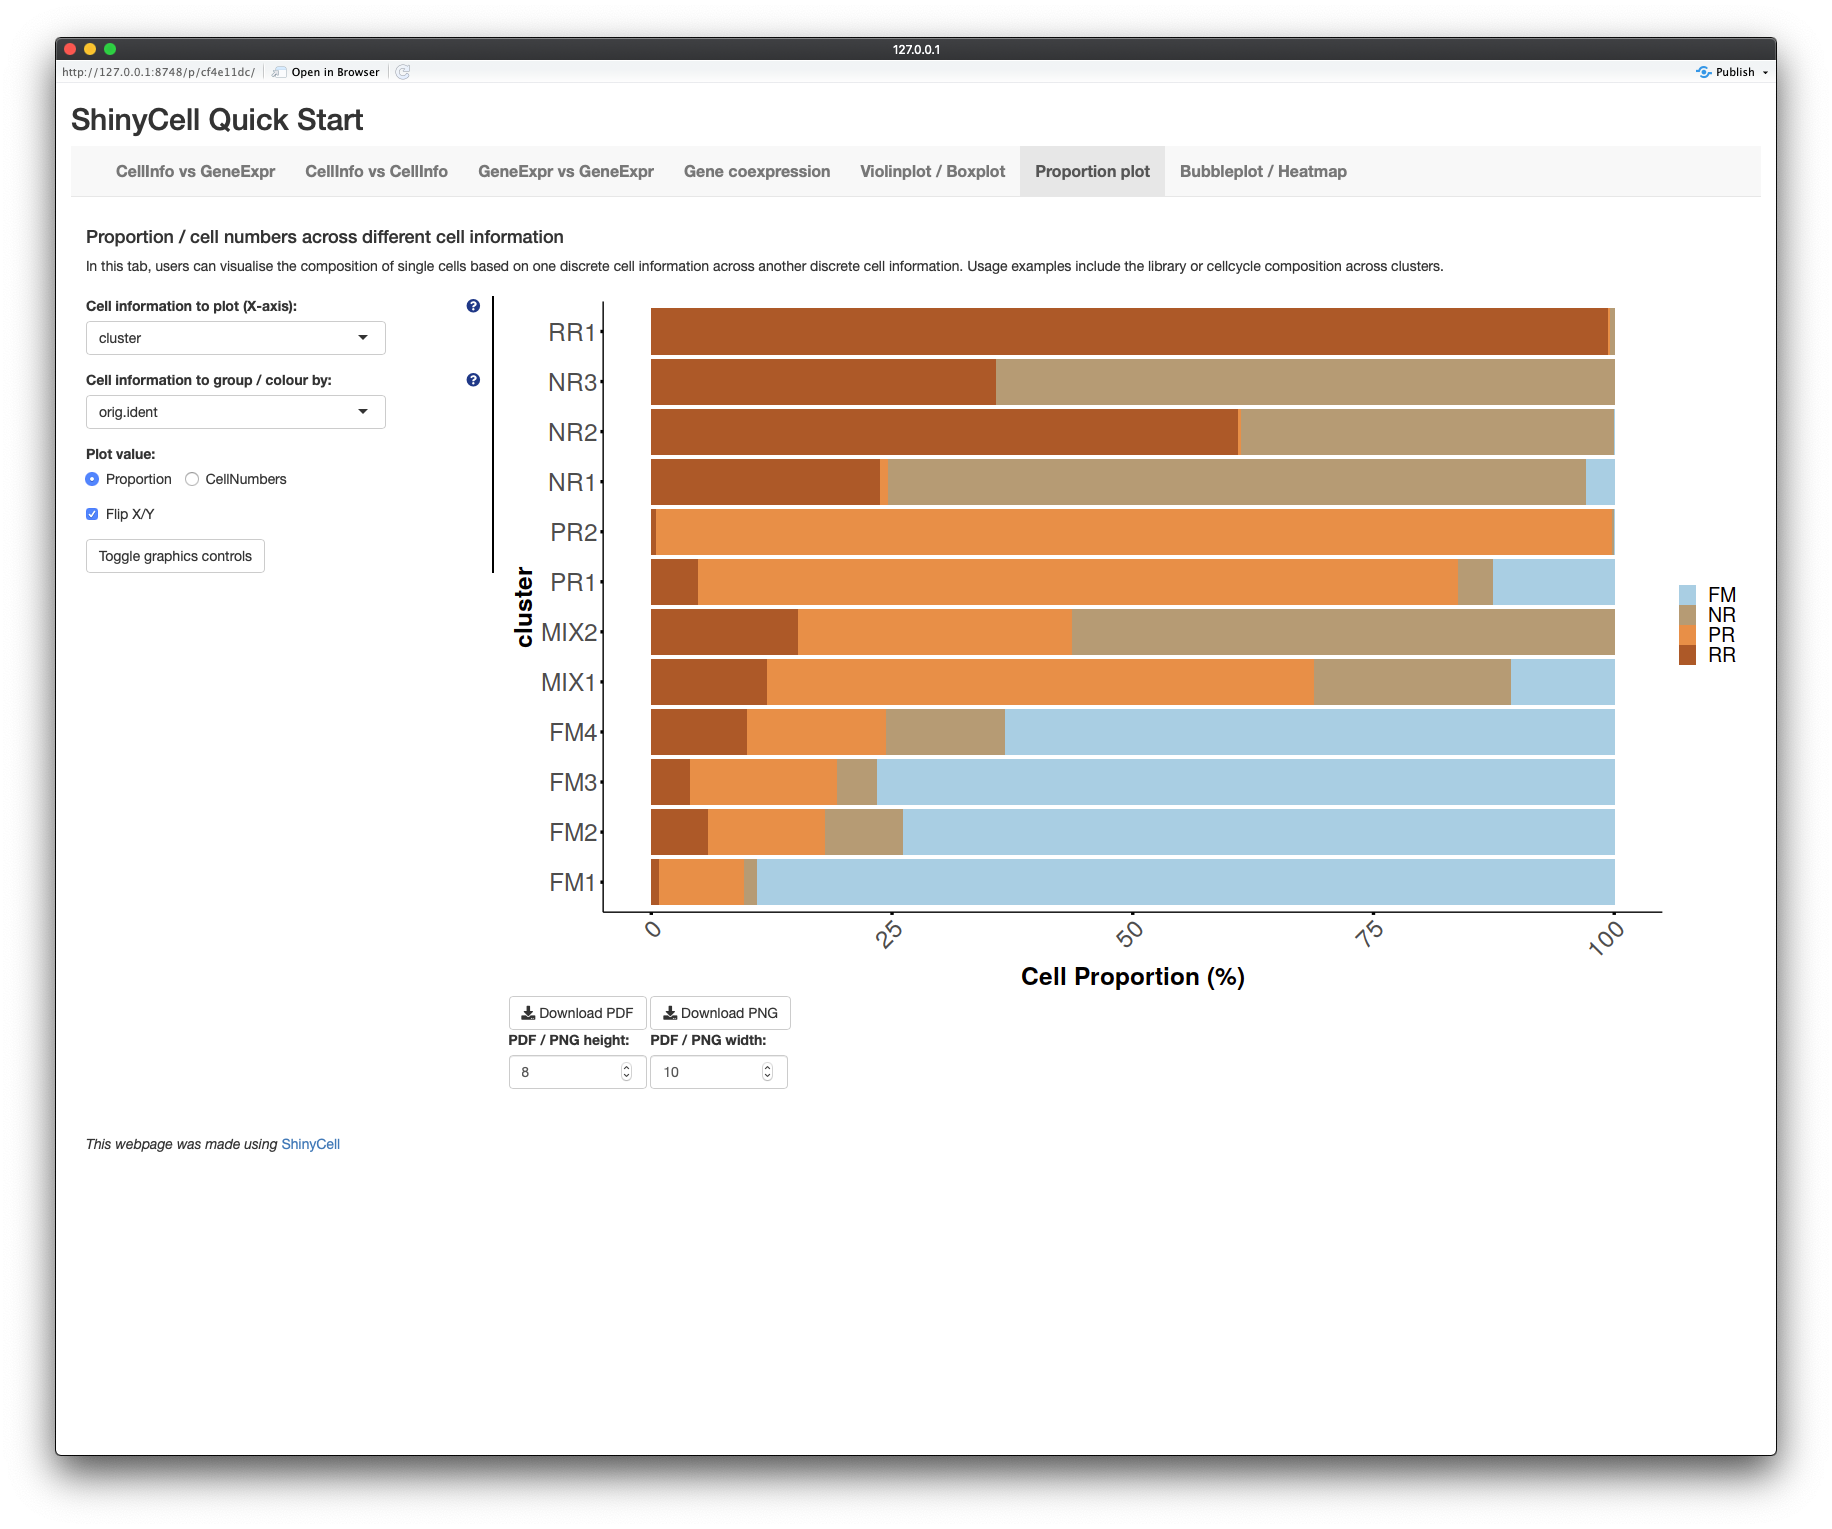 127.0.0.1
http://127.0.0.1:8748/p/cf4e11dc/ Open in Browser Publish
ShinyCell Quick Start
CellInfo vs GeneExpr CellInfo vs CellInfo GeneExpr vs GeneExpr Gene coexpression Violinplot / Boxplot Proportion plot Bubbleplot / Heatmap
Proportion / cell numbers across different cell information
In this tab, users can visualise the composition of single cells based on one discrete cell information across another discrete cell information. Usage examples include the library or cellcycle composition across clusters.
Cell information to plot (X-axis):
cluster
Cell information to group / colour by:
orig.ident
Plot value:
Proportion CellNumbers
Flip X/Y
Toggle graphics controls
cluster
RR1
NR3
NR2
NR1
PR2
PR1
MIX2
MIX1
FM4
FM3
FM2
FM1
0 25 50 75 100
Cell Proportion (%)
FM
NR
PR
RR
Download PDF Download PNG
PDF / PNG height: PDF / PNG width:
8 10
This webpage was made using ShinyCell